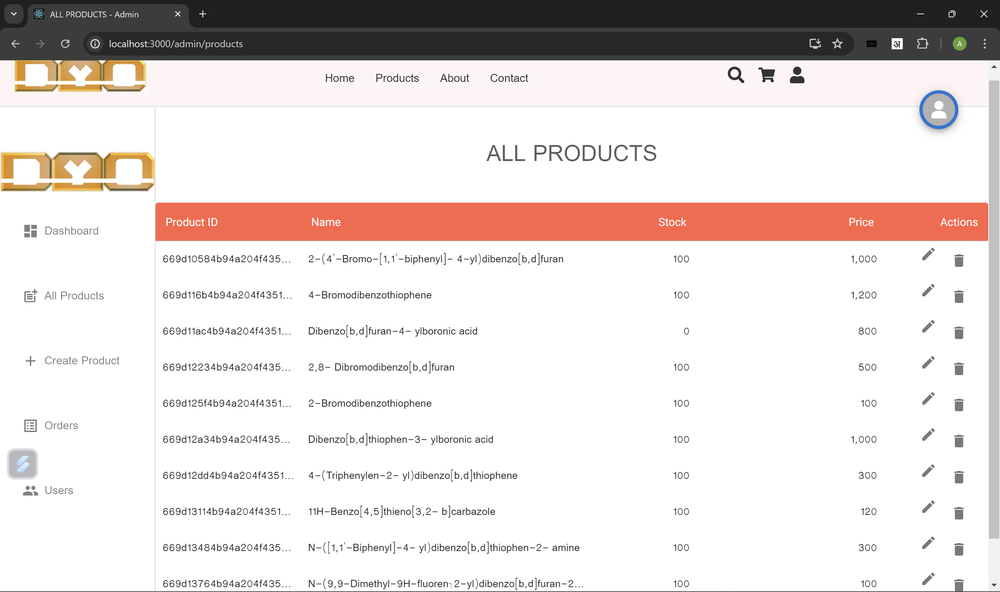 ALL PRODUCTS - Admin
localhost:3000/admin/products
अ
A
DYO
Home Products About Contact
ALL PRODUCTS
DYO
Dashboard
All Products
Create Product
Orders
Users
Product ID Name Stock Price Actions
669d10584b94a204f435... 2-(4'-Bromo-[1,1'-biphenyl]- 4-yl)dibenzo[b,d]furan 100 1,000
669d116b4b94a204f4351... 4-Bromodibenzothiophene 100 1,200
669d11ac4b94a204f4351... Dibenzo[b,d]furan-4- ylboronic acid 0 800
669d12234b94a204f435... 2,8- Dibromodibenzo[b,d]furan 100 500
669d125f4b94a204f4351... 2-Bromodibenzothiophene 100 100
669d12a34b94a204f435... Dibenzo[b,d]thiophen-3- ylboronic acid 100 1,000
669d12dd4b94a204f4351... 4-(Triphenylen-2- yl)dibenzo[b,d]thiophene 100 300
669d13114b94a204f4351... 11H-Benzo[4,5]thieno[3,2- b]carbazole 100 120
669d13484b94a204f435... N-([1,1'-Biphenyl]-4- yl)dibenzo[b,d]thiophen-2- amine 100 300
669d13764b94a204f435... N-(9,9-Dimethyl-9H-fluoren┐2-yl)dibenzo[b,d]furan-2... 100 100